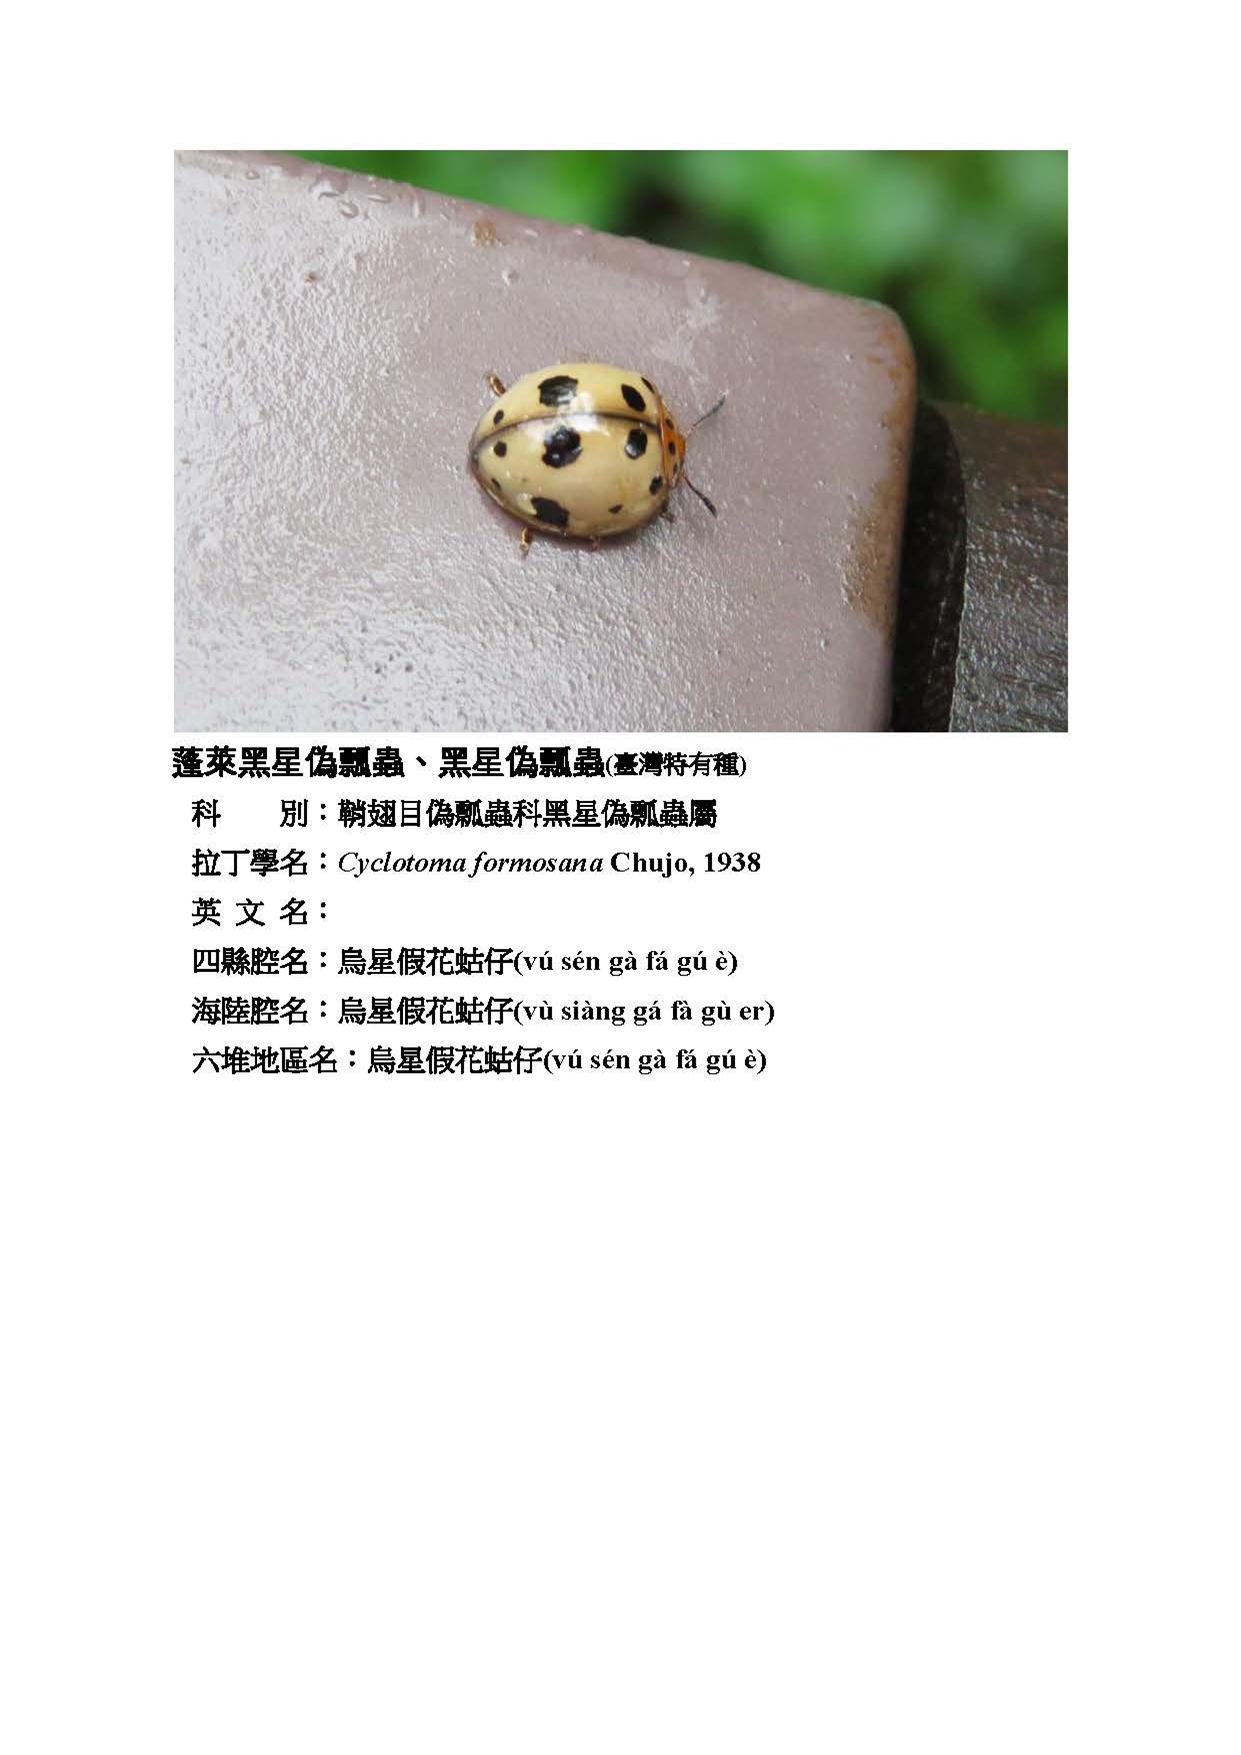 蓬萊黑星偽瓢蟲、黑星偽瓢蟲(臺灣特有種)
科　　別：鞘翅目偽瓢蟲科黑星偽瓢蟲屬
拉丁學名：Cyclotoma formosana Chujo, 1938
英 文 名：
四縣腔名：烏星假花蛄仔(vú sén gà fá gú è)
海陸腔名：烏星假花蛄仔(vù siàng gá fà gù er)
六堆地區名：烏星假花蛄仔(vú sén gà fá gú è)